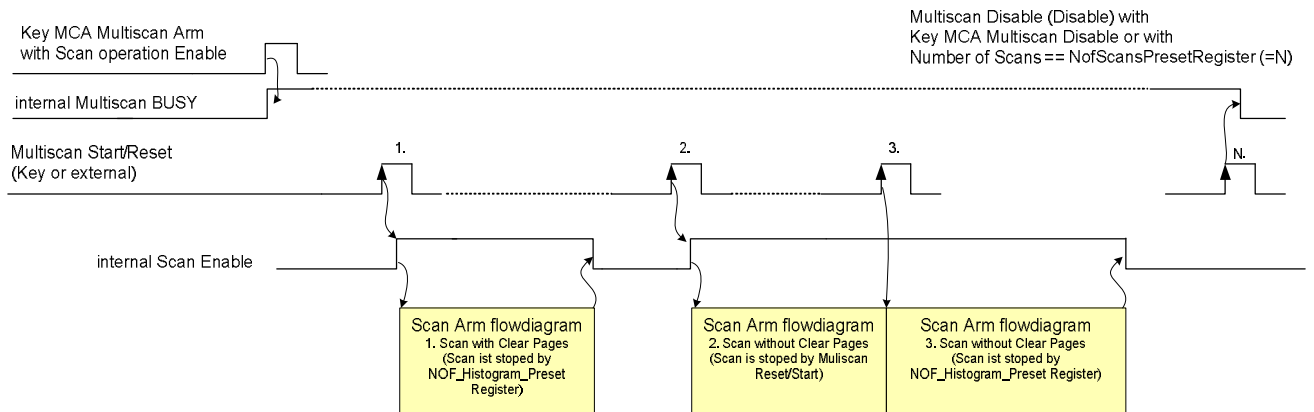 Key MCA Multiscan Arm
with Scan operation Enable
Multiscan Disable (Disable) with
Key MCA Multiscan Disable or with
Number of Scans == NofScansPresetRegister (=N)
internal Multiscan BUSY
Multiscan Start/Reset
(Key or external)
1.
2.
3.
N.
internal Scan Enable
Scan Arm flowdiagram
1. Scan with Clear Pages
(Scan ist stoped by
NOF_Histogram_Preset
Register)
Scan Arm flowdiagram
2. Scan without Clear Pages
(Scan is stoped by Muliscan
Reset/Start)
Scan Arm flowdiagram
3. Scan without Clear Pages
(Scan ist stoped by
NOF_Histogram_Preset Register)